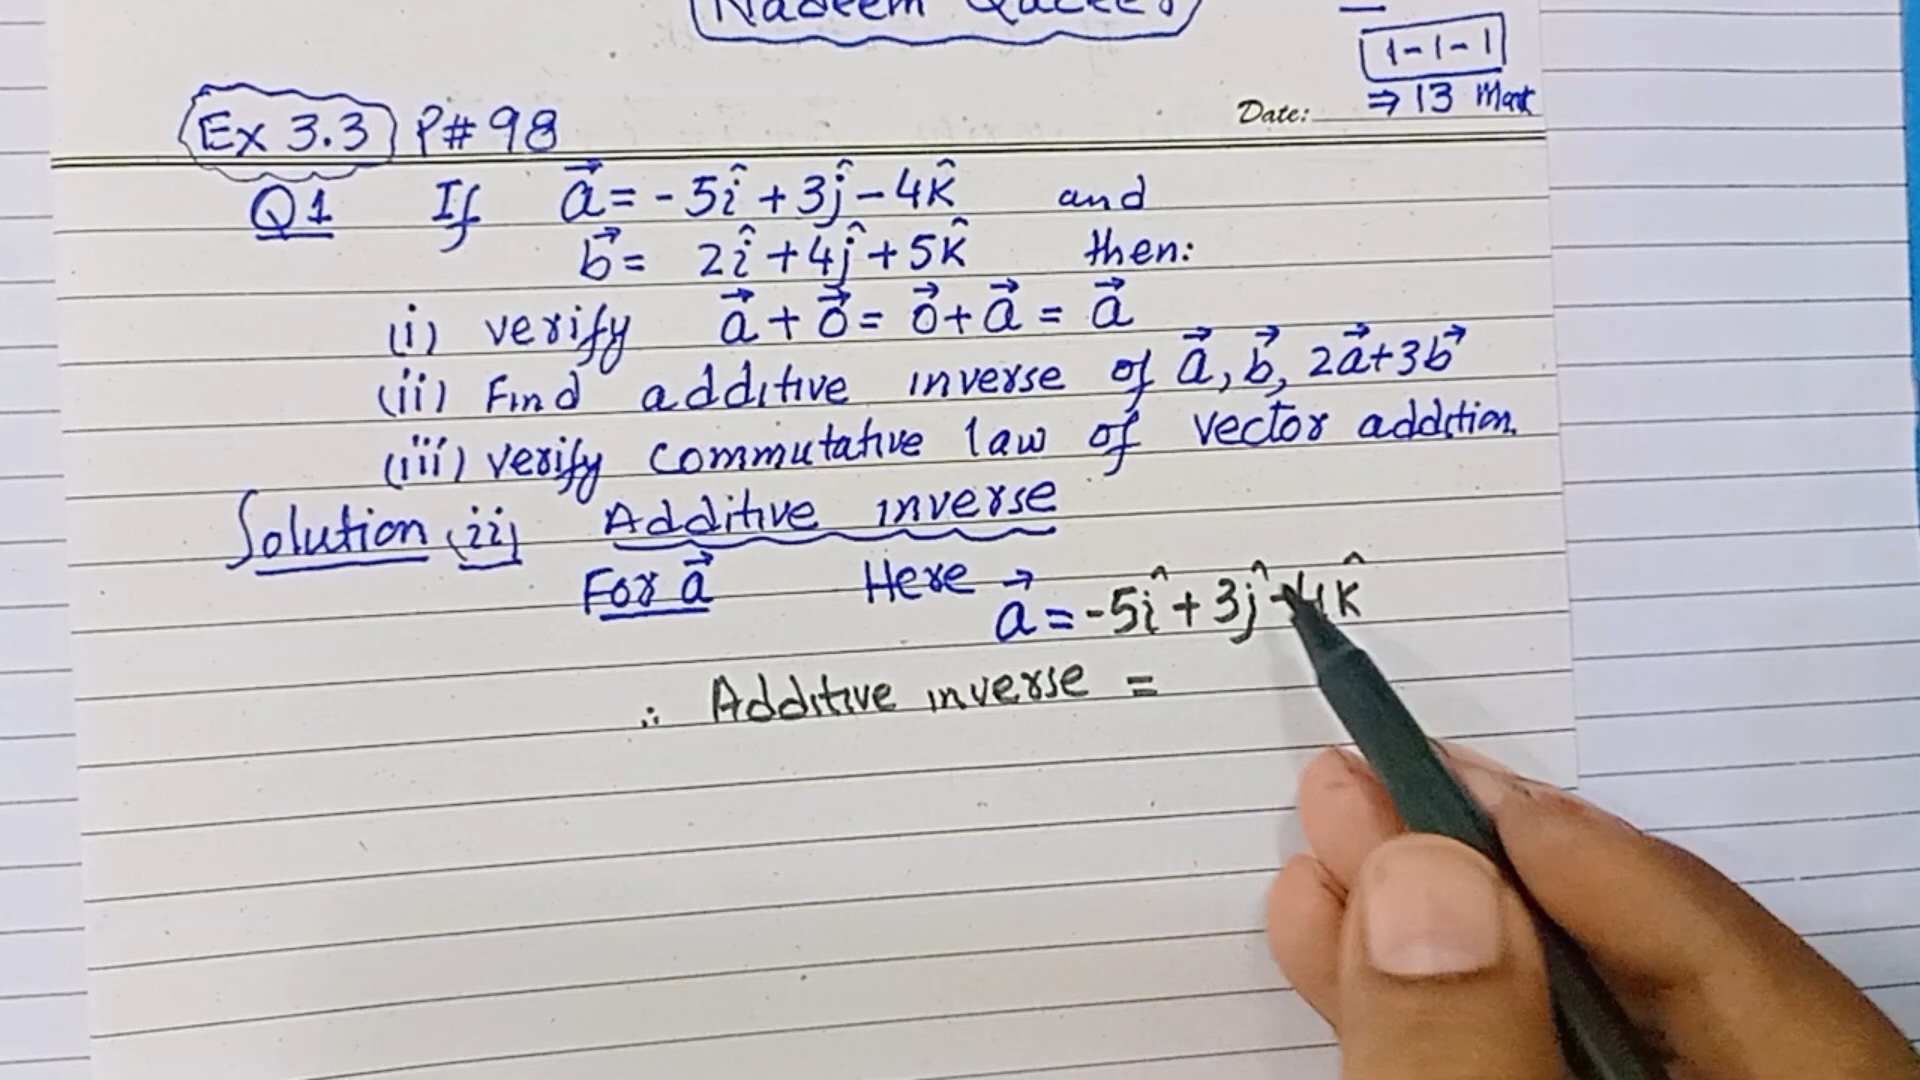 Nadeem
1-1-1
Date: ⇒ 13 Mark
Ex 3.3 P# 98
Q1 If a⃗ = -5î + 3ĵ - 4k̂ and
b⃗ = 2î + 4ĵ + 5k̂ then:
(i) verify a⃗ + 0⃗ = 0⃗ + a⃗ = a⃗
(ii) Find additive inverse of a⃗, b⃗, 2a⃗+3b⃗
(iii) verify commutative law of vector addition.
Solution (ii) Additive inverse
For a⃗ Here a⃗ = -5î + 3ĵ - 4k̂
∴ Additive inverse =